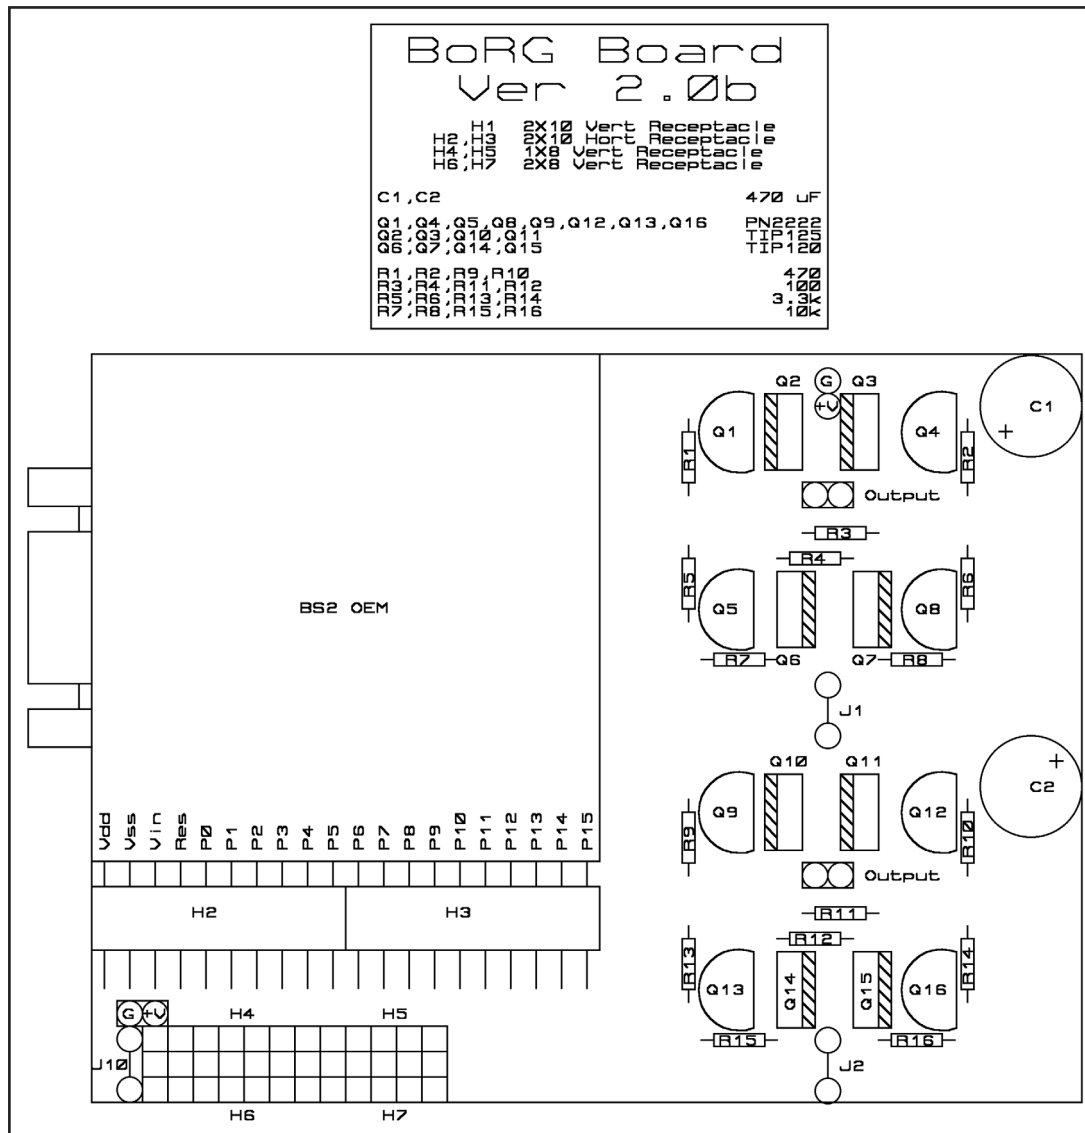 BoRG Board
Ver 2.0b
H1 2X10 Vert Receptacle
H2,H3 2X10 Hort Receptacle
H4,H5 1X8 Vert Receptacle
H6,H7 2X8 Vert Receptacle
C1,C2 470 uF
Q1,Q4,Q5,Q8,Q9,Q12,Q13,Q16 PN2222
Q2,Q3,Q10,Q11 TIP125
Q6,Q7,Q14,Q15 TIP120
R1,R2,R9,R10 470
R3,R4,R11,R12 100
R5,R6,R13,R14 3.3k
R7,R8,R15,R16 10k
Q2 G Q3
+V
C1
Q1 Q4
R1 R2
Output
R3
R4
R5 R6
BS2 OEM
Q5 Q8
R7 Q6 Q7 R8
J1
Q10 Q11
C2
Q9 Q12
R9 R10
Vdd Vss Vin Res P0 P1 P2 P3 P4 P5 P6 P7 P8 P9 P10 P11 P12 P13 P14 P15
Output
H2 H3
R11
R12
R13 R14
Q13 Q14 Q15 Q16
G +V H4 H5
R15 R16
J10 J2
H6 H7